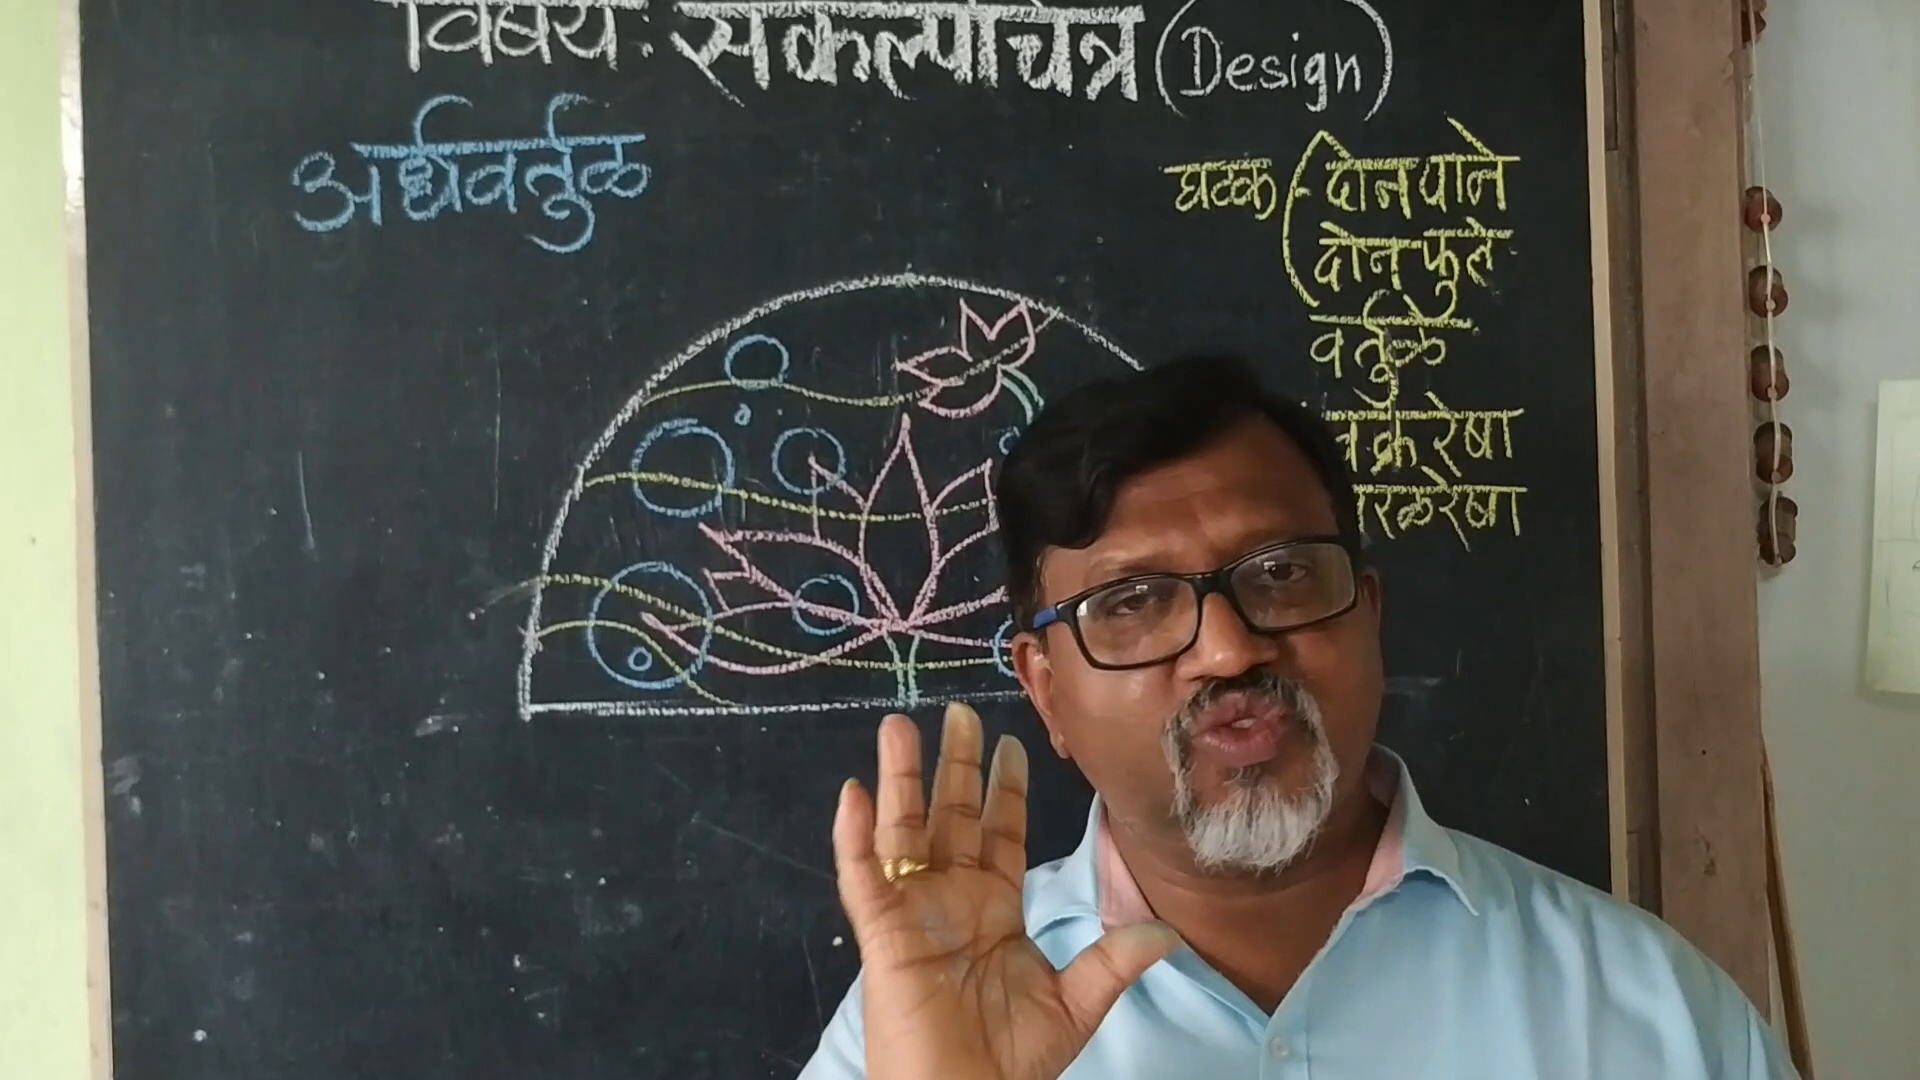 विषय: संकल्पचित्र (Design)
अर्धवर्तुळ
घटक - दोन पाने
दोन फुले
वर्तुळे
रेषा
रेषा